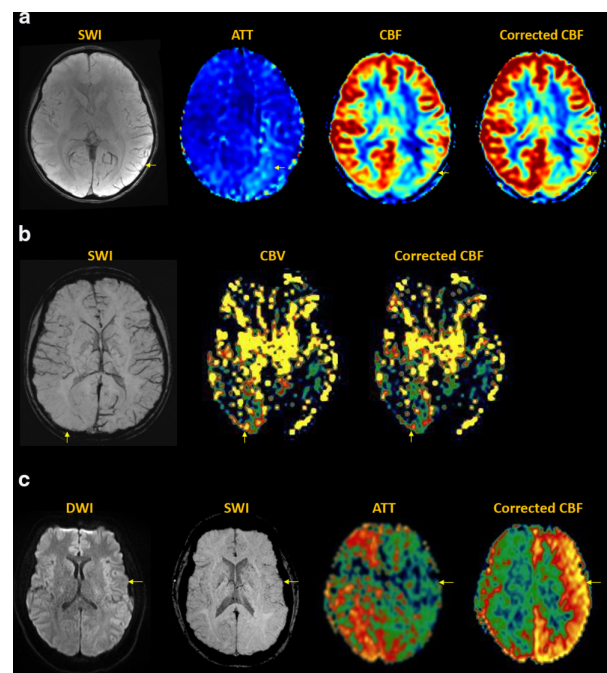 a
SWI ATT CBF Corrected CBF
b
SWI CBV Corrected CBF
c
DWI SWI ATT Corrected CBF